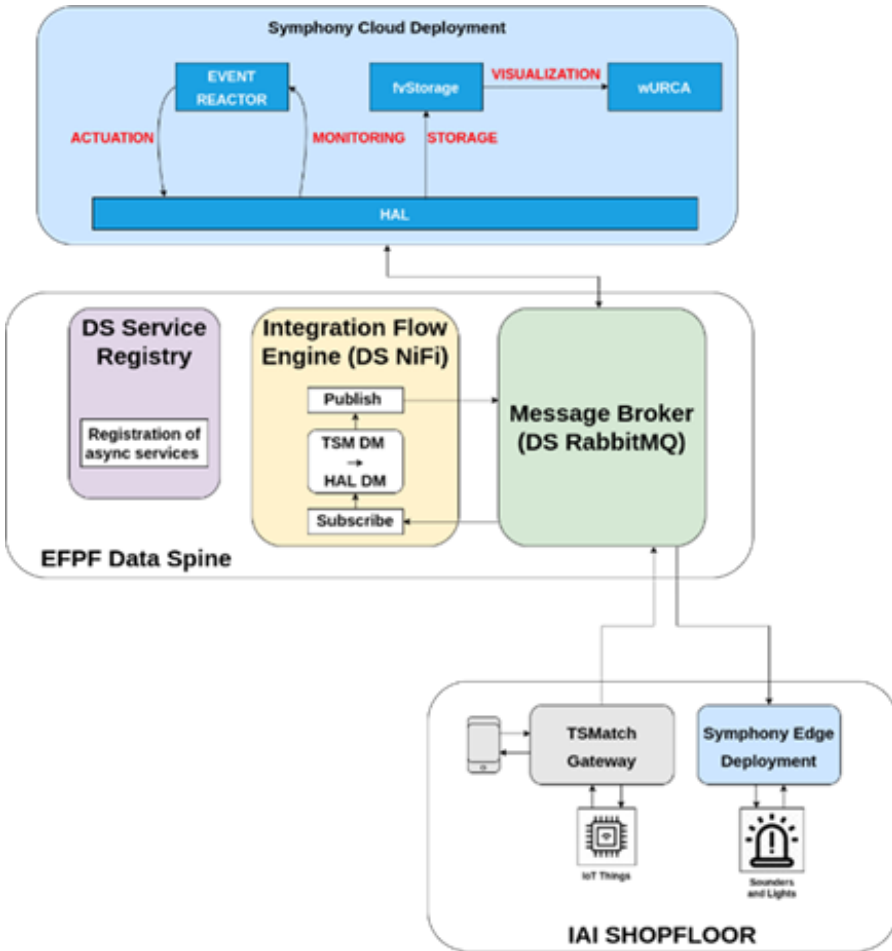 Symphony Cloud Deployment
EVENT
REACTOR
fvStorage
VISUALIZATION
wURCA
ACTUATION
MONITORING
STORAGE
HAL
DS Service
Registry
Registration of
async services
Integration Flow
Engine (DS NiFi)
Publish
TSM DM
→
HAL DM
Subscribe
Message Broker
(DS RabbitMQ)
EFPF Data Spine
TSMatch
Gateway
Symphony Edge
Deployment
IoT Things
Sounders
and Lights
IAI SHOPFLOOR